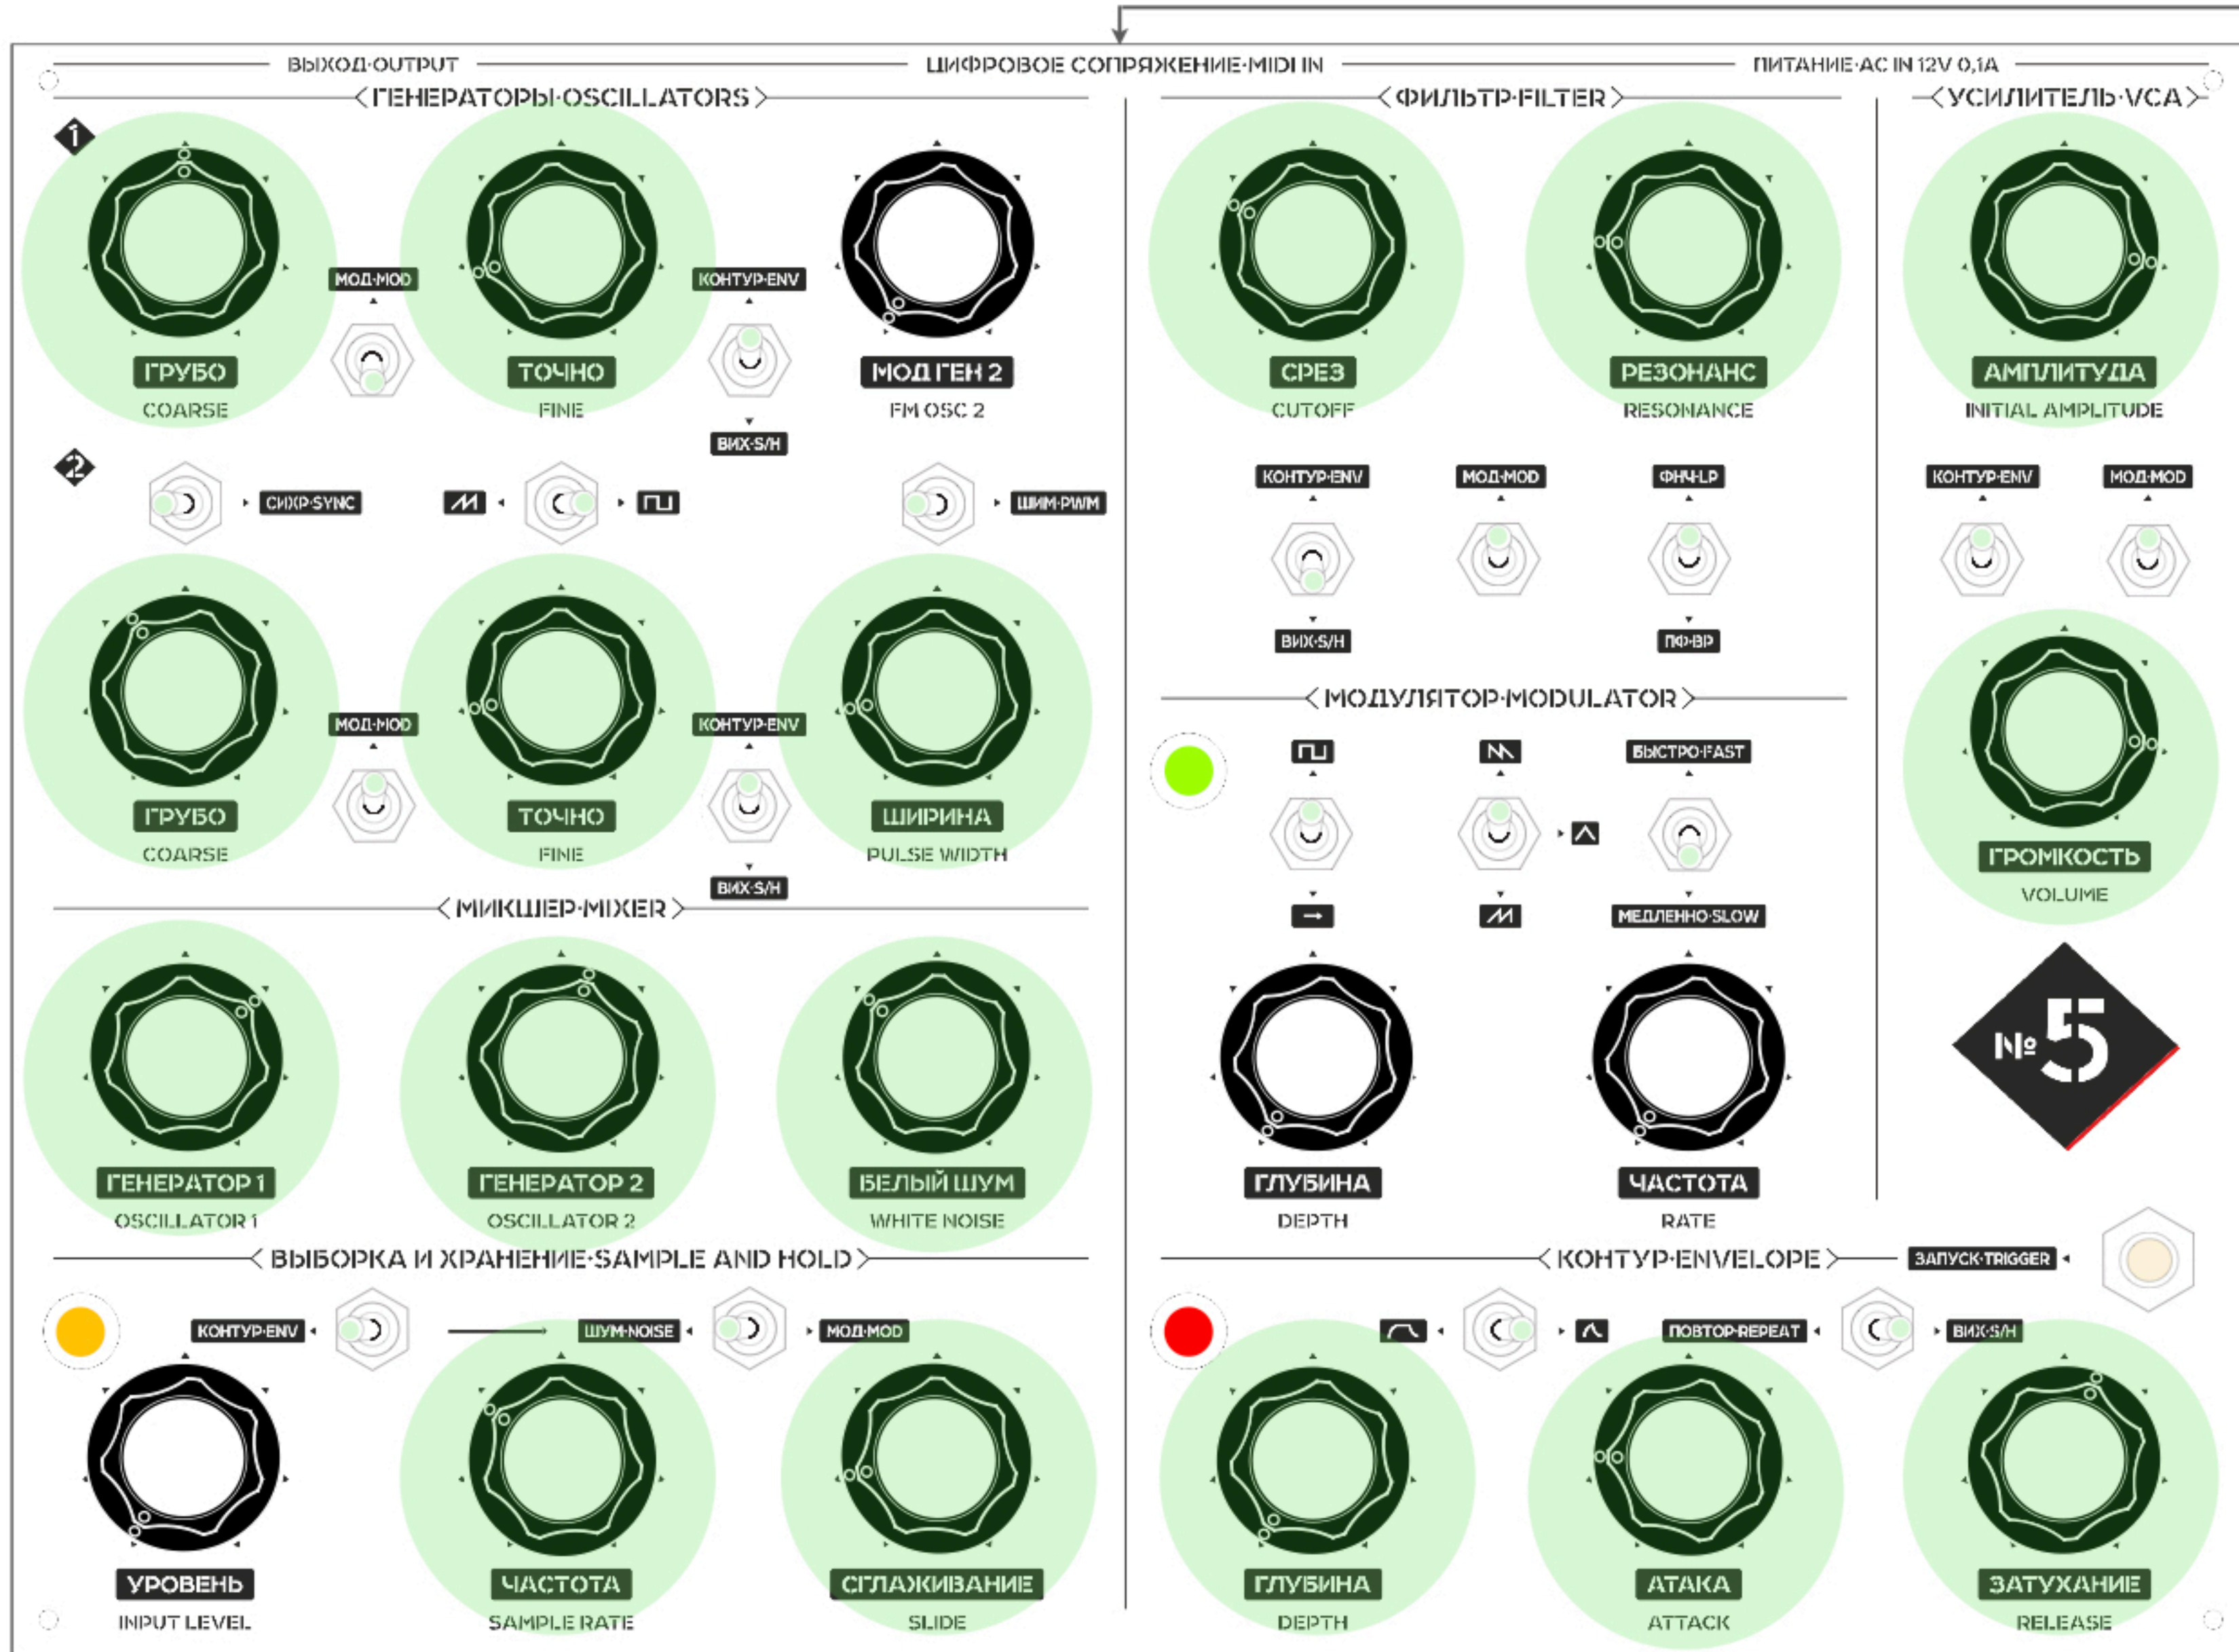 ВЫХОД·OUTPUT
ЦИФРОВОЕ СОПРЯЖЕНИЕ·MIDI IN
ПИТАНИЕ·AC IN 12V 0,1A
ГЕНЕРАТОРЫ·OSCILLATORS
ФИЛЬТР·FILTER
УСИЛИТЕЛЬ·VCA
1
МОД·MOD
КОНТУР·ENV
ГРУБО
ТОЧНО
МОД ГЕН 2
СРЕЗ
РЕЗОНАНС
АМПЛИТУДА
COARSE
FINE
FM OSC 2
CUTOFF
RESONANCE
INITIAL AMPLITUDE
ВИХ·S/H
2
КОНТУР·ENV
МОД·MOD
ФНЧ·LP
КОНТУР·ENV
МОД·MOD
СИХР·SYNC
ШИМ·PWM
ВИХ·S/H
ПФ·BP
МОДУЛЯТОР·MODULATOR
МОД·MOD
КОНТУР·ENV
БЫСТРО·FAST
ГРУБО
ТОЧНО
ШИРИНА
COARSE
FINE
PULSE WIDTH
ГРОМКОСТЬ
VOLUME
ВИХ·S/H
МИКШЕР·MIXER
МЕДЛЕННО·SLOW
№5
ГЕНЕРАТОР 1
ГЕНЕРАТОР 2
БЕЛЫЙ ШУМ
ГЛУБИНА
ЧАСТОТА
OSCILLATOR 1
OSCILLATOR 2
WHITE NOISE
DEPTH
RATE
ВЫБОРКА И ХРАНЕНИЕ·SAMPLE AND HOLD
КОНТУР·ENVELOPE
ЗАПУСК·TRIGGER
КОНТУР·ENV
ШУМ·NOISE
МОД·MOD
ПОВТОР·REPEAT
ВИХ·S/H
УРОВЕНЬ
ЧАСТОТА
СГЛАЖИВАНИЕ
ГЛУБИНА
АТАКА
ЗАТУХАНИЕ
INPUT LEVEL
SAMPLE RATE
SLIDE
DEPTH
ATTACK
RELEASE